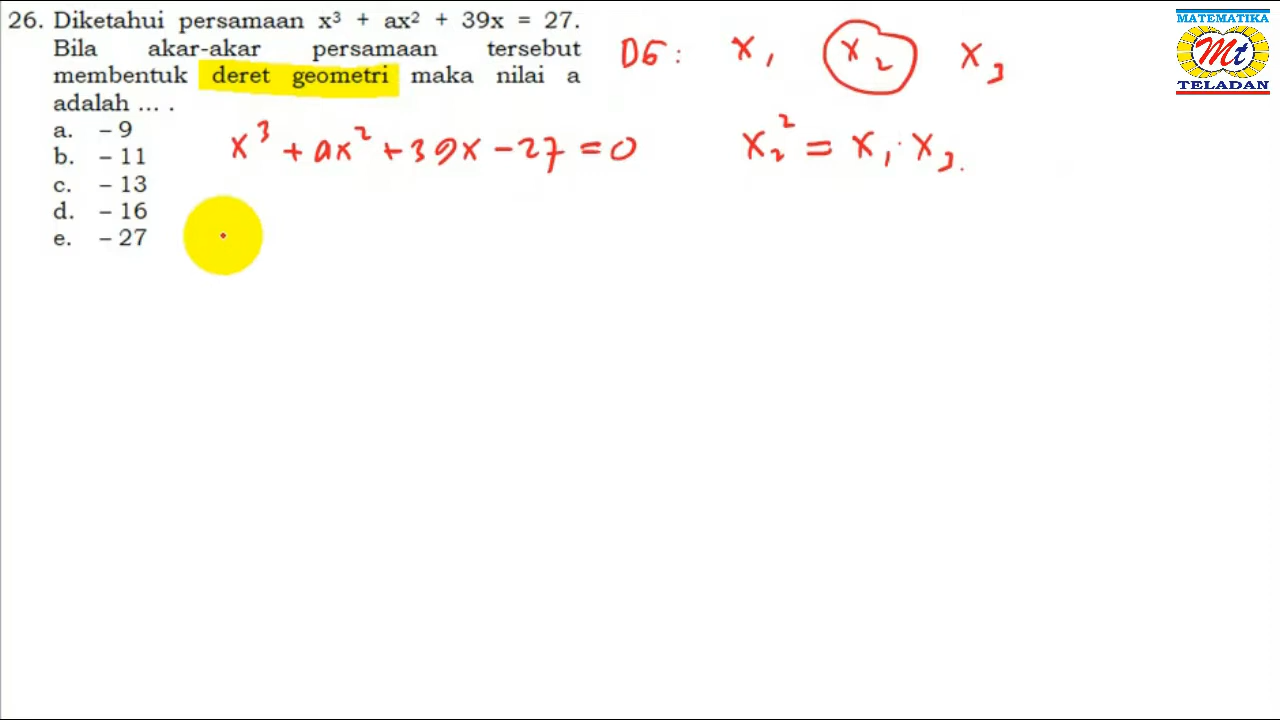 26. Diketahui persamaan x³ + ax² + 39x = 27.
Bila akar-akar persamaan tersebut
membentuk deret geometri maka nilai a
adalah ... .
a. – 9
b. – 11
c. – 13
d. – 16
e. – 27
DG : x₁ x₂ x₃
x³ + ax² + 39x – 27 = 0
x₂² = x₁ . x₃.
MATEMATIKA
Mt
TELADAN